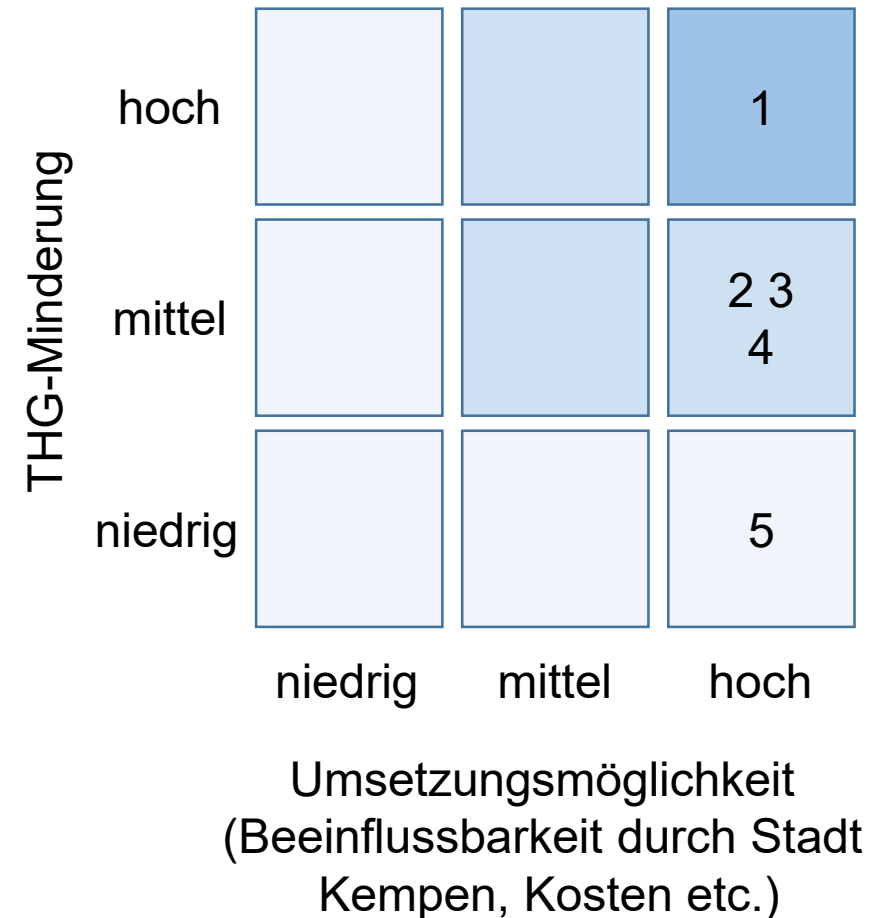 THG-Minderung
hoch
1
mittel
2 3
4
niedrig
5
niedrig mittel hoch
Umsetzungsmöglichkeit
(Beeinflussbarkeit durch Stadt
Kempen, Kosten etc.)